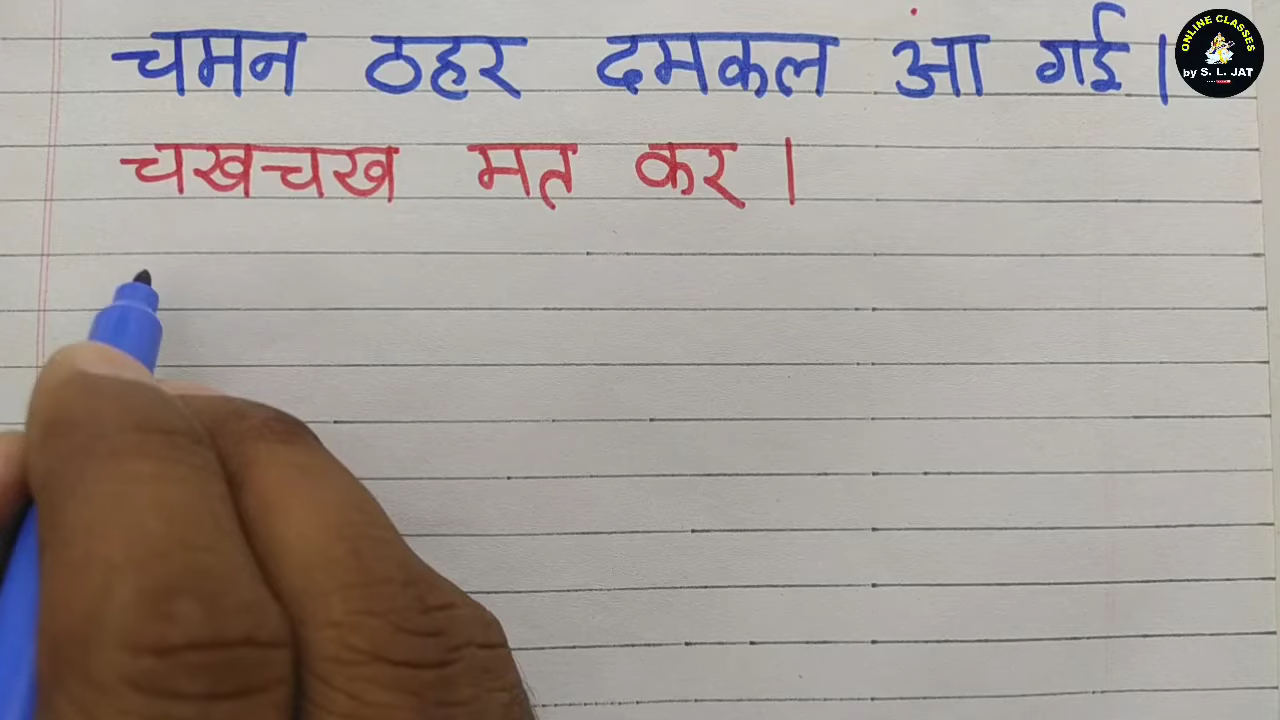 चमन ठहर दमकल आ गई।
चखचख मत कर।
ONLINE CLASSES
by S. L. JAT